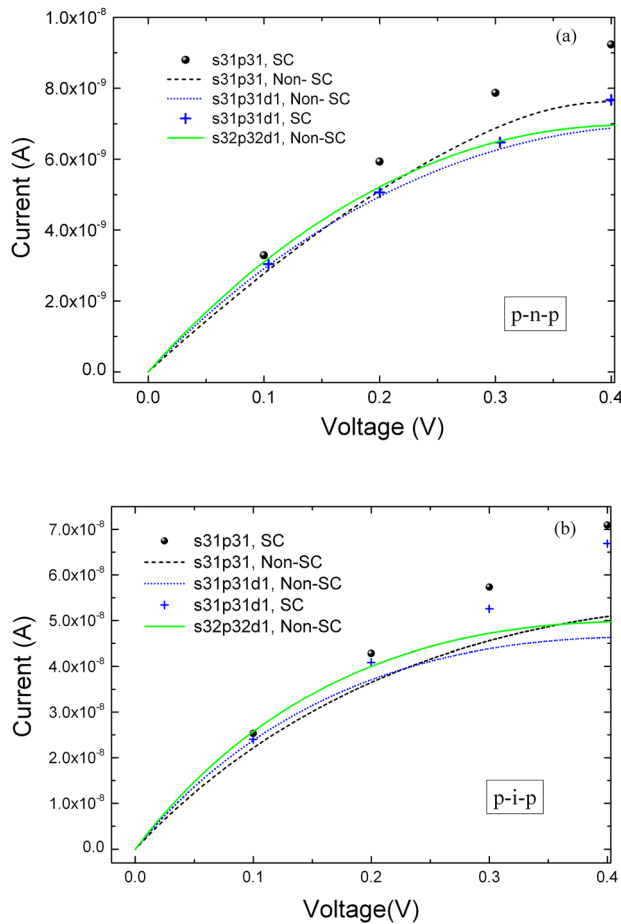 1.0x10-8
8.0x10-9
6.0x10-9
4.0x10-9
2.0x10-9
0.0
Current (A)
(a)
s31p31, SC
s31p31, Non- SC
s31p31d1, Non- SC
s31p31d1, SC
s32p32d1, Non-SC
p-n-p
0.0 0.1 0.2 0.3 0.4
Voltage (V)
7.0x10-8
6.0x10-8
5.0x10-8
4.0x10-8
3.0x10-8
2.0x10-8
1.0x10-8
0.0
Current (A)
(b)
s31p31, SC
s31p31, Non-SC
s31p31d1, Non-SC
s31p31d1, SC
s32p32d1, Non-SC
p-i-p
0.0 0.1 0.2 0.3 0.4
Voltage(V)